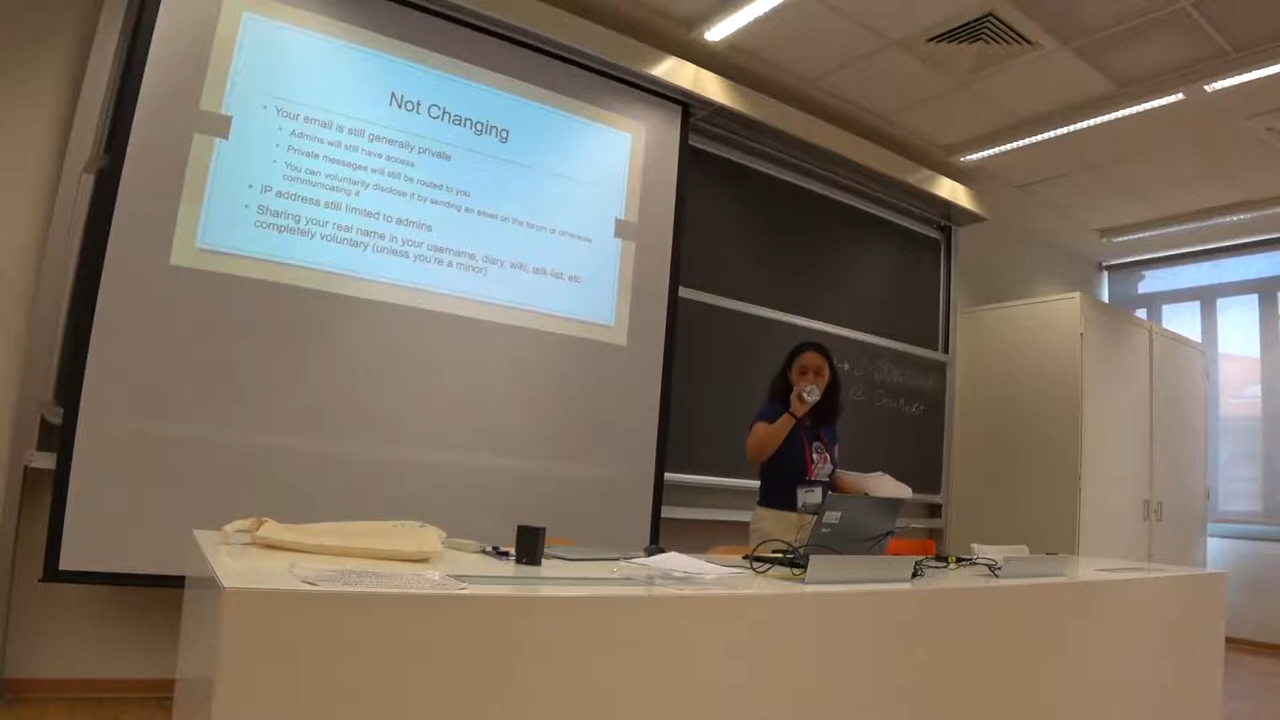 Not Changing
Your email is still generally private
Admins will still have access
Private messages will still be routed to you
You can voluntarily disclose it by sending an email on the forum or otherwise
communicating it
IP address still limited to admins
Sharing your real name in your username, diary, wiki, talk-list, etc
completely voluntary (unless you're a minor)